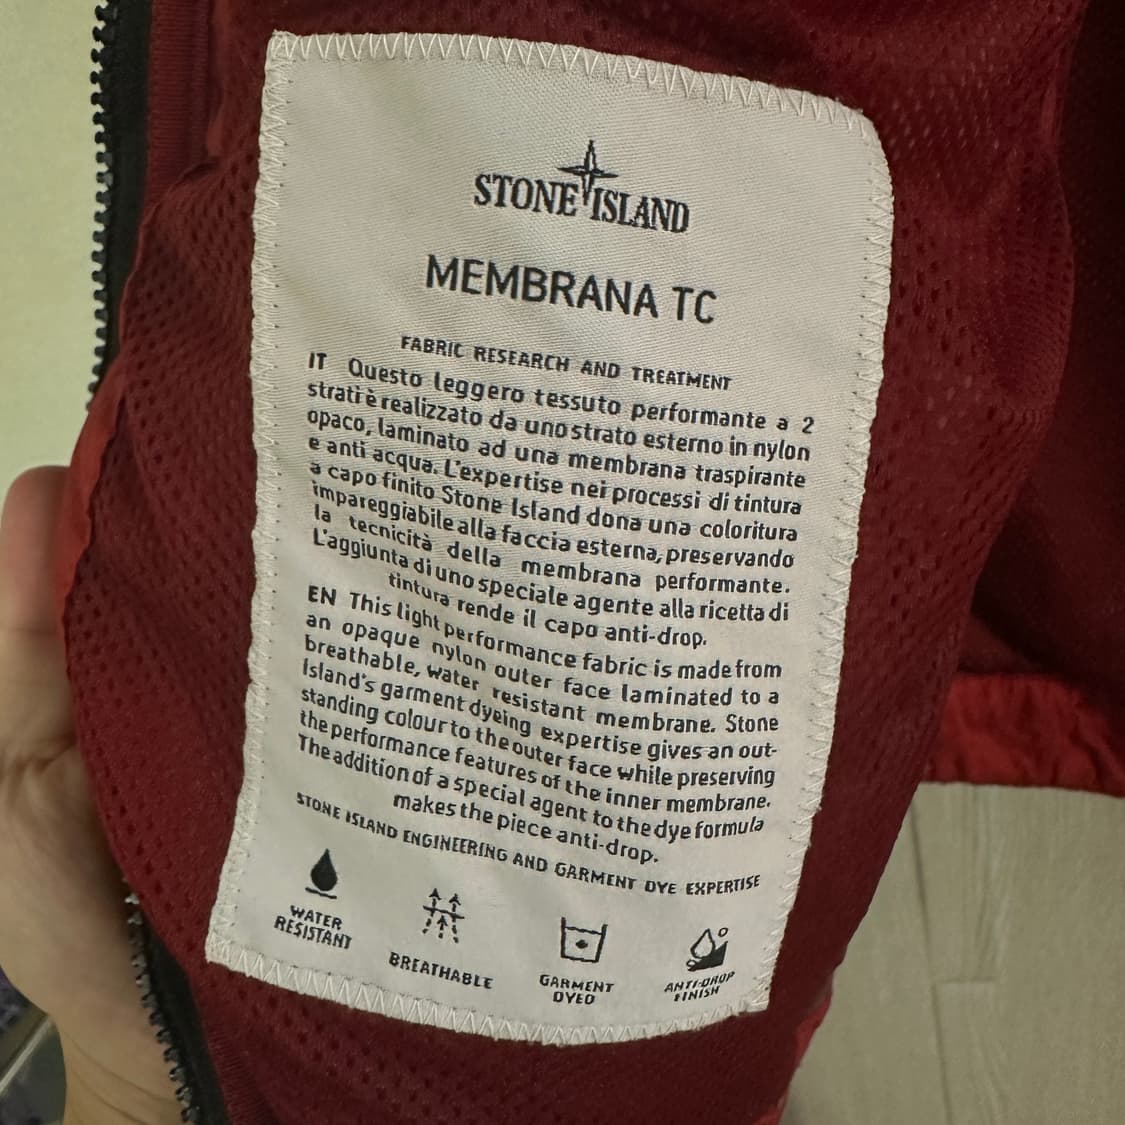 STONE ISLAND
MEMBRANA TC
FABRIC RESEARCH AND TREATMENT
IT Questo leggero tessuto performante a 2
strati è realizzato da uno strato esterno in nylon
opaco, laminato ad una membrana traspirante
e anti acqua. L'expertise nei processi di tintura
a capo finito Stone Island dona una coloritura
impareggiabile alla faccia esterna, preservando
la tecnicità della membrana performante.
L'aggiunta di uno speciale agente alla ricetta di
tintura rende il capo anti-drop.
EN This light performance fabric is made from
an opaque nylon outer face laminated to a
breathable, water resistant membrane. Stone
Island's garment dyeing expertise gives an out-
standing colour to the outer face while preserving
the performance features of the inner membrane.
The addition of a special agent to the dye formula
makes the piece anti-drop.
STONE ISLAND ENGINEERING AND GARMENT DYE EXPERTISE
WATER
RESISTANT
BREATHABLE
GARMENT
DYED
ANTI-DROP
FINISH